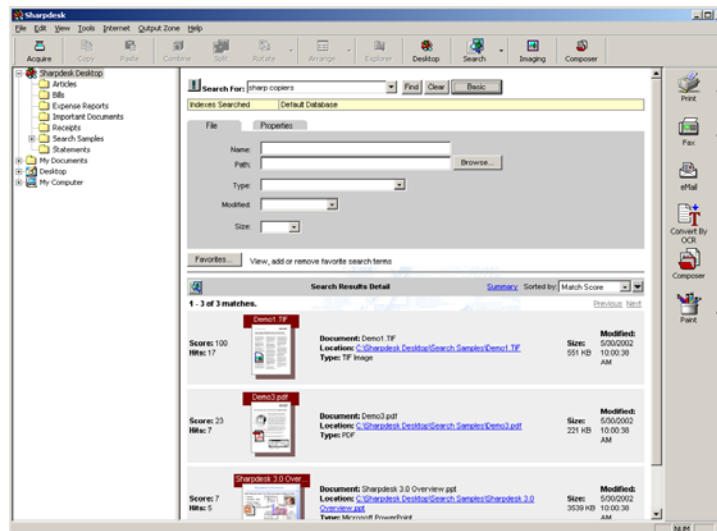 Sharpdesk
File Edit View Tools Internet Output Zone Help
Acquire Copy Paste Combine Split Rotate Arrange Explorer Desktop Search Imaging Composer
Sharpdesk Desktop
Articles
Bills
Expense Reports
Important Documents
Receipts
Search Samples
Statements
My Documents
Desktop
My Computer
Search For: sharp copiers Find Clear Basic
Indexes Searched Default Database
File Properties
Name:
Path: Browse...
Type:
Modified:
Size:
Favorites... View, add or remove favorite search terms
Search Results Detail Summary Sorted by: Match Score
1 - 3 of 3 matches. Previous Next
Demo1.TIF
Score: 100
Hits: 17
Document: Demo1.TIF
Location: C:\Sharpdesk Desktop\Search Samples\Demo1.TIF
Type: TIF Image
Size:
551 KB
Modified:
5/30/2002
10:00:38
AM
Demo3.pdf
Score: 23
Hits: 7
Document: Demo3.pdf
Location: C:\Sharpdesk Desktop\Search Samples\Demo3.pdf
Type: PDF
Size:
221 KB
Modified:
5/30/2002
10:00:38
AM
Sharpdesk 3.0 Over...
Score: 7
Hits: 5
Document: Sharpdesk 3.0 Overview.ppt
Location: C:\Sharpdesk Desktop\Search Samples\Sharpdesk 3.0
Overview.ppt
Type: Microsoft PowerPoint
Size:
3539 KB
Modified:
5/30/2002
10:00:38
AM
Print
Fax
eMail
Convert By
OCR
Composer
Paint
NUM